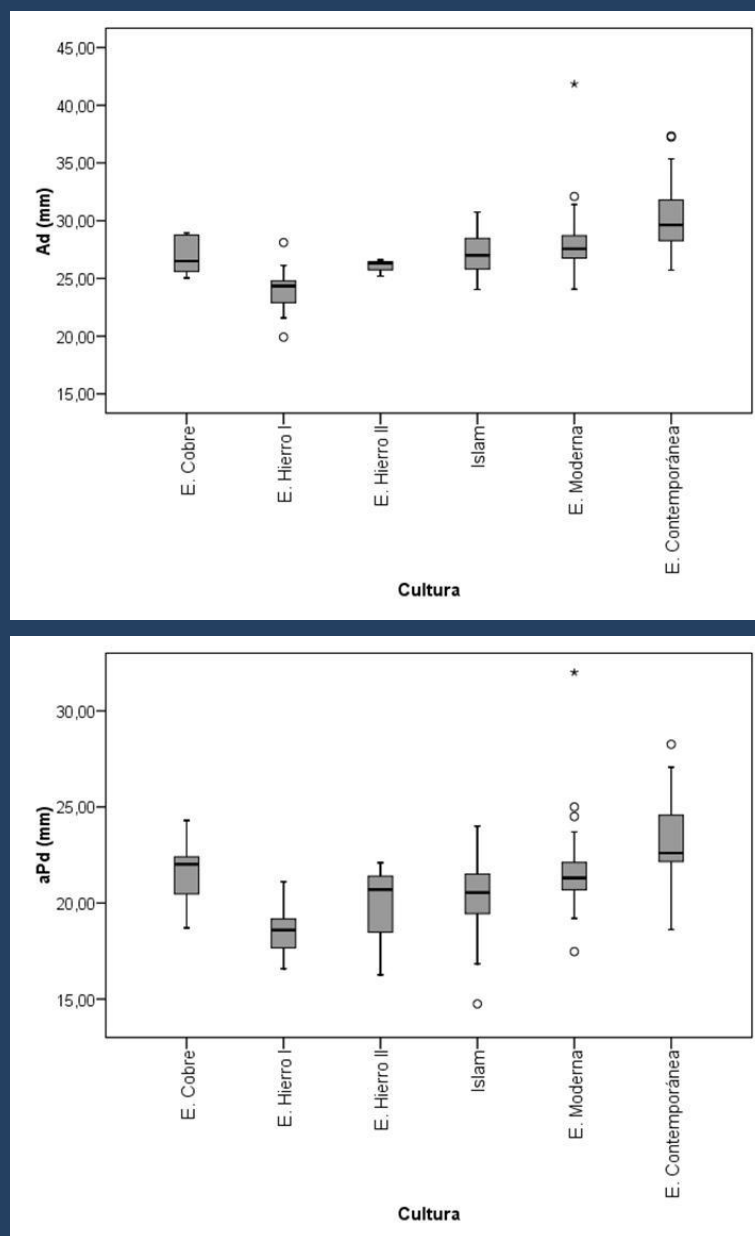 45,00
40,00
35,00
30,00
25,00
20,00
15,00
Ad (mm)
E. Cobre
E. Hierro I
E. Hierro II
Islam
E. Moderna
E. Contemporánea
Cultura
30,00
25,00
20,00
15,00
aPd (mm)
E. Cobre
E. Hierro I
E. Hierro II
Islam
E. Moderna
E. Contemporánea
Cultura